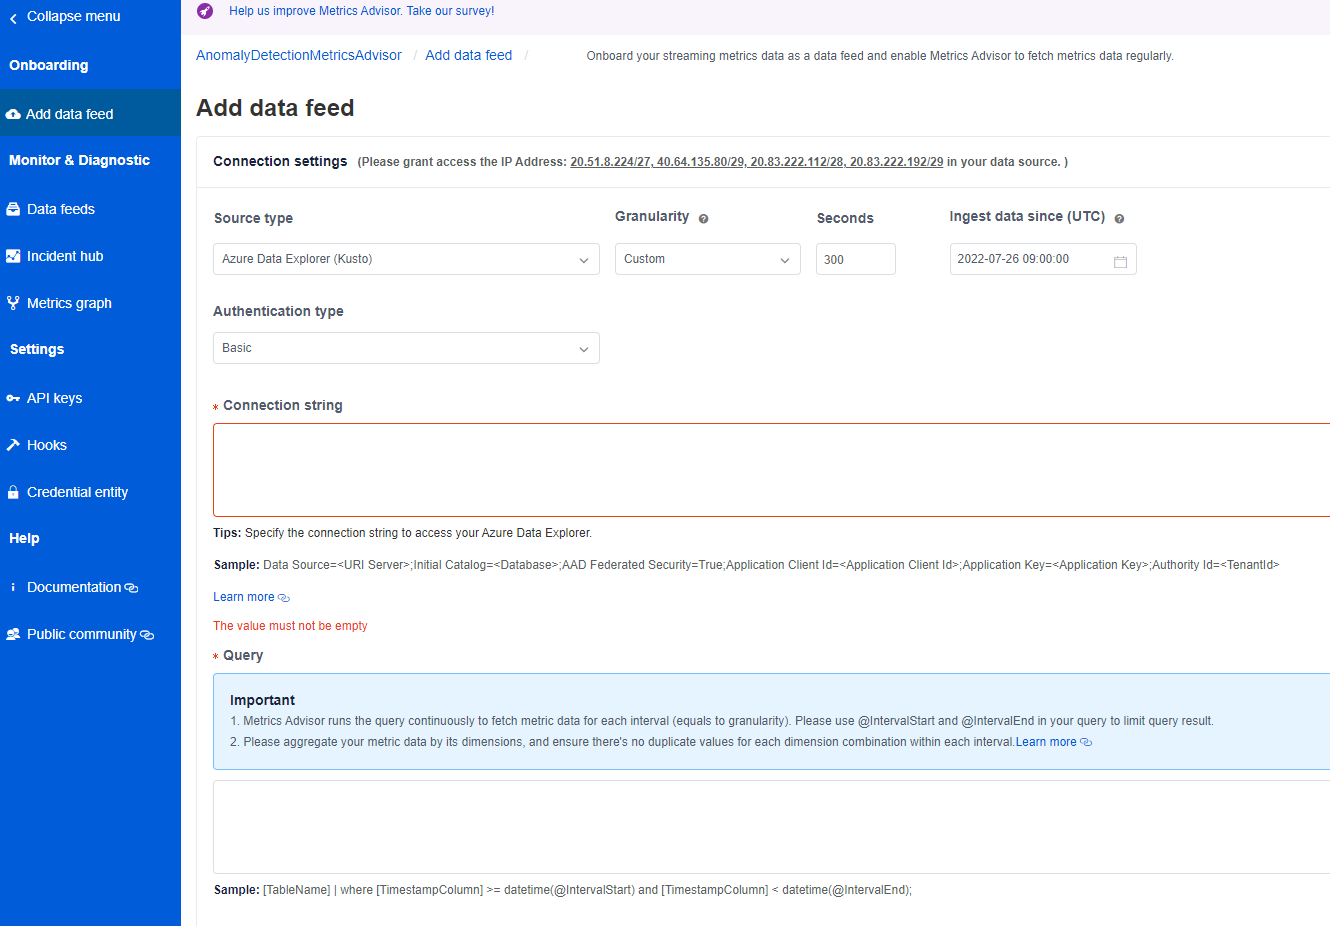 Collapse menu
Onboarding
Add data feed
Monitor & Diagnostic
Data feeds
Incident hub
Metrics graph
Settings
API keys
Hooks
Credential entity
Help
Documentation
Public community
Help us improve Metrics Advisor. Take our survey!
AnomalyDetectionMetricsAdvisor / Add data feed / Onboard your streaming metrics data as a data feed and enable Metrics Advisor to fetch metrics data regularly.
Add data feed
Connection settings (Please grant access the IP Address: 20.51.8.224/27, 40.64.135.80/29, 20.83.222.112/28, 20.83.222.192/29 in your data source. )
Source type Granularity Seconds Ingest data since (UTC)
Azure Data Explorer (Kusto) Custom 300 2022-07-26 09:00:00
Authentication type
Basic
* Connection string
Tips: Specify the connection string to access your Azure Data Explorer.
Sample: Data Source=<URI Server>;Initial Catalog=<Database>;AAD Federated Security=True;Application Client Id=<Application Client Id>;Application Key=<Application Key>;Authority Id=<TenantId>
Learn more
The value must not be empty
* Query
Important
1. Metrics Advisor runs the query continuously to fetch metric data for each interval (equals to granularity). Please use @IntervalStart and @IntervalEnd in your query to limit query result.
2. Please aggregate your metric data by its dimensions, and ensure there's no duplicate values for each dimension combination within each interval.Learn more
Sample: [TableName] | where [TimestampColumn] >= datetime(@IntervalStart) and [TimestampColumn] < datetime(@IntervalEnd);